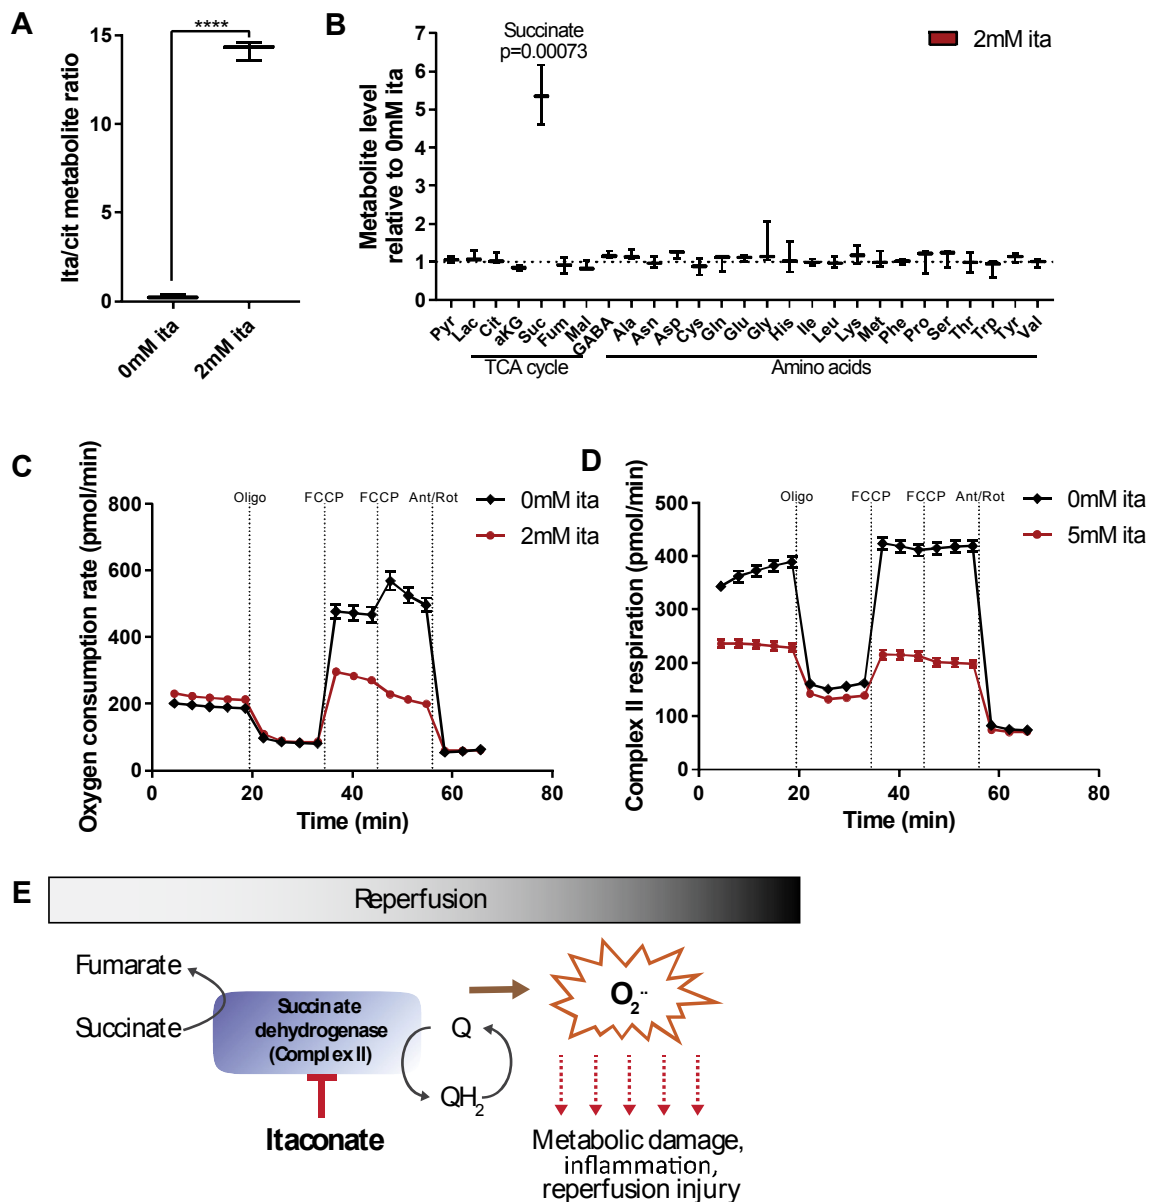 A
****
Ita/cit metabolite ratio
15
10
5
0
0mM ita
2mM ita
B
Succinate
p=0.00073
2mM ita
Metabolite level
relative to 0mM ita
7
6
5
4
3
2
1
0
Pyr
Lac
Cit
aKG
Suc
Fum
Mal
GABA
Ala
Asn
Asp
Cys
Gln
Glu
Gly
His
Ile
Leu
Lys
Met
Phe
Pro
Ser
Thr
Trp
Tyr
Val
TCA cycle
Amino acids
C
Oxygen consumption rate (pmol/min)
800
600
400
200
0
Oligo
FCCP
FCCP
Ant/Rot
0mM ita
2mM ita
0
20
40
60
80
Time (min)
D
Complex II respiration (pmol/min)
500
400
300
200
100
0
Oligo
FCCP
FCCP
Ant/Rot
0mM ita
5mM ita
0
20
40
60
80
Time (min)
E
Reperfusion
Fumarate
Succinate
Succinate
dehydrogenase
(Complex II)
Itaconate
Q
QH2
O2··
Metabolic damage,
inflammation,
reperfusion injury